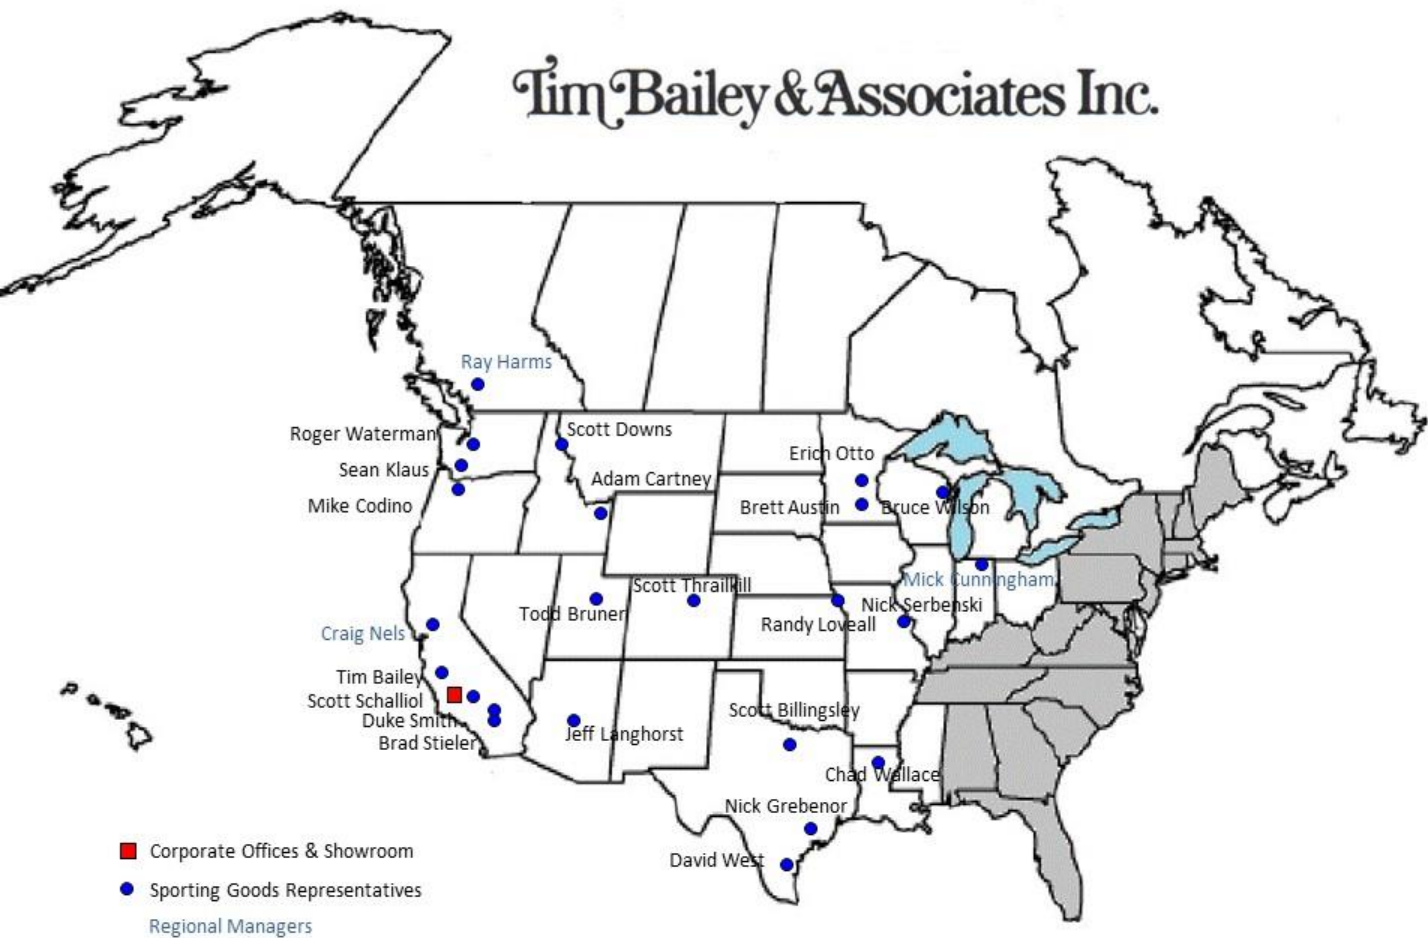 Tim Bailey & Associates Inc.
Ray Harms
Roger Waterman
Scott Downs
Sean Klaus
Erich Otto
Adam Cartney
Mike Codino
Brett Austin
Bruce Wilson
Mick Cunningham
Scott Thrailkill
Todd Bruner
Nick Serbenski
Randy Loveall
Craig Nels
Tim Bailey
Scott Schalliol
Duke Smith
Brad Stieler
Jeff Langhorst
Scott Billingsley
Chad Wallace
Nick Grebenor
David West
Corporate Offices & Showroom
Sporting Goods Representatives
Regional Managers